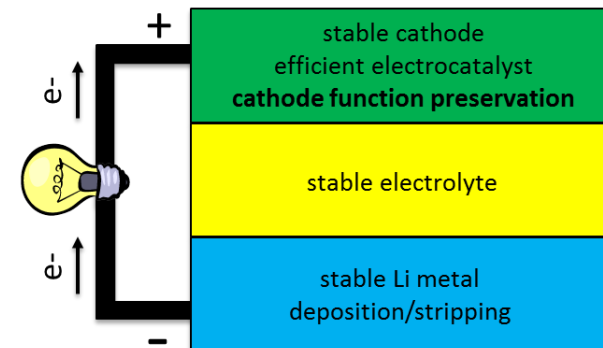 +
stable cathode
efficient electrocatalyst
cathode function preservation
e-
stable electrolyte
e-
stable Li metal
deposition/stripping
-